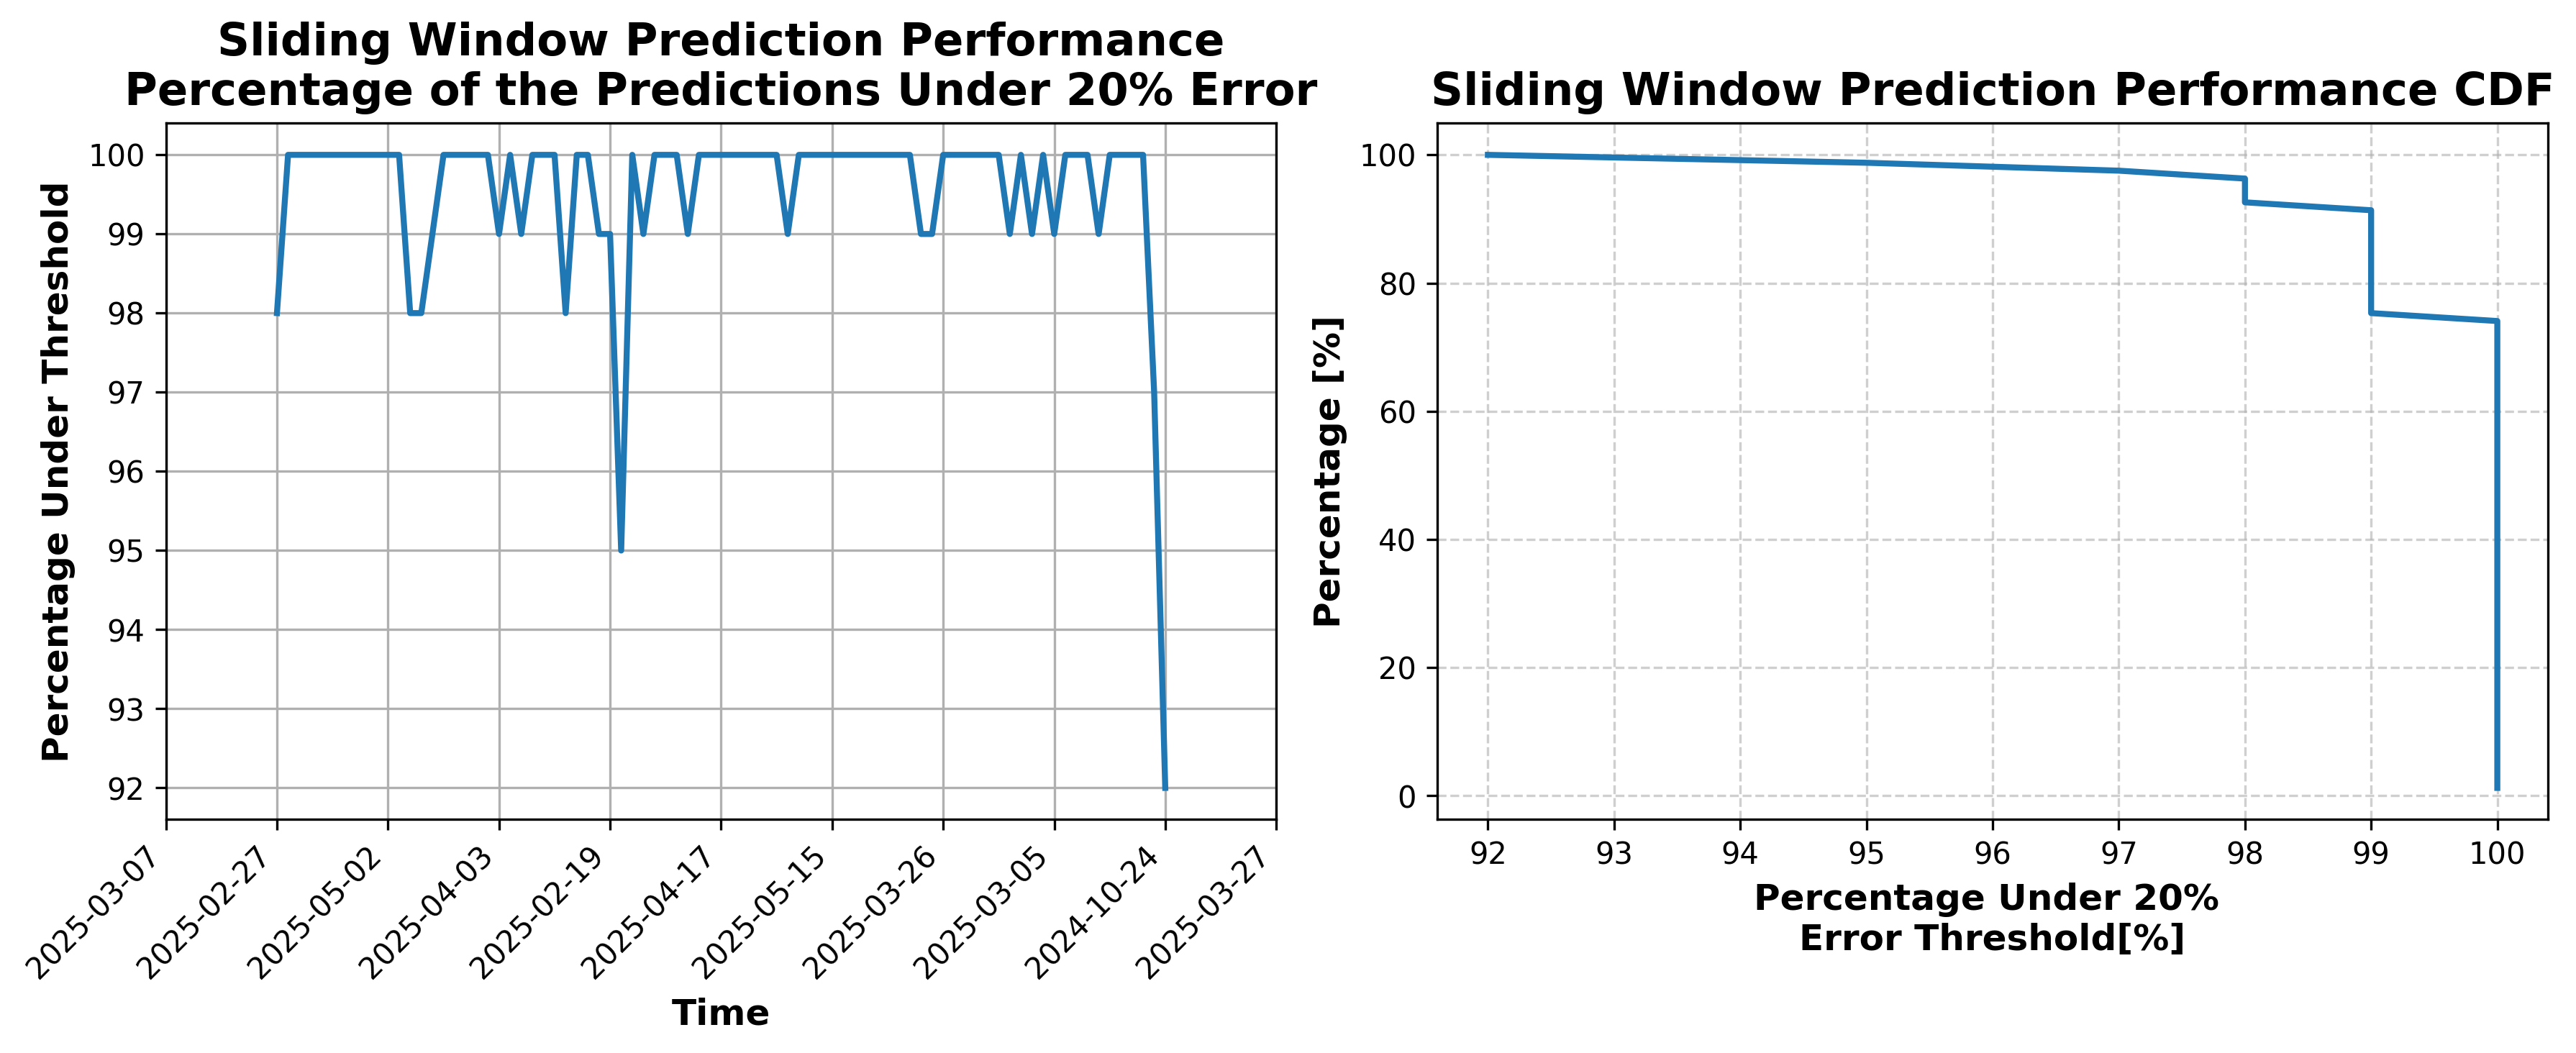 Sliding Window Prediction Performance
Percentage of the Predictions Under 20% Error
Percentage Under Threshold
100
99
98
97
96
95
94
93
92
2025-03-07
2025-02-27
2025-05-02
2025-04-03
2025-02-19
2025-04-17
2025-05-15
2025-03-26
2025-03-05
2024-10-24
2025-03-27
Time
Sliding Window Prediction Performance CDF
Percentage [%]
100
80
60
40
20
0
92 93 94 95 96 97 98 99 100
Percentage Under 20%
Error Threshold[%]